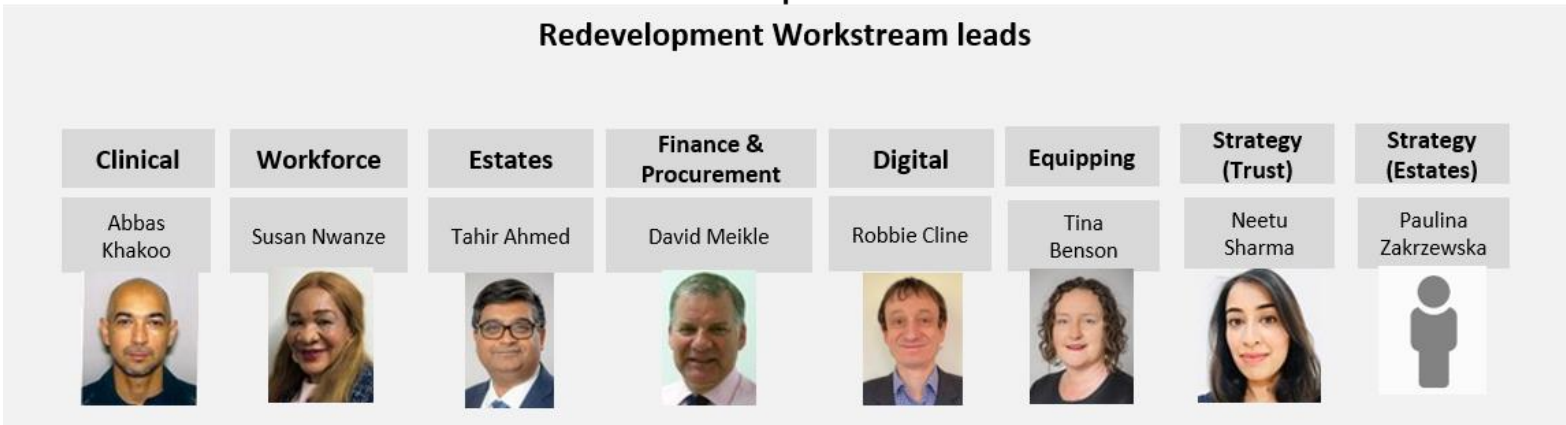 Redevelopment Workstream leads
Clinical
Workforce
Estates
Finance &
Procurement
Digital
Equipping
Strategy
(Trust)
Strategy
(Estates)
Abbas
Khakoo
Susan Nwanze
Tahir Ahmed
David Meikle
Robbie Cline
Tina
Benson
Neetu
Sharma
Paulina
Zakrzewska